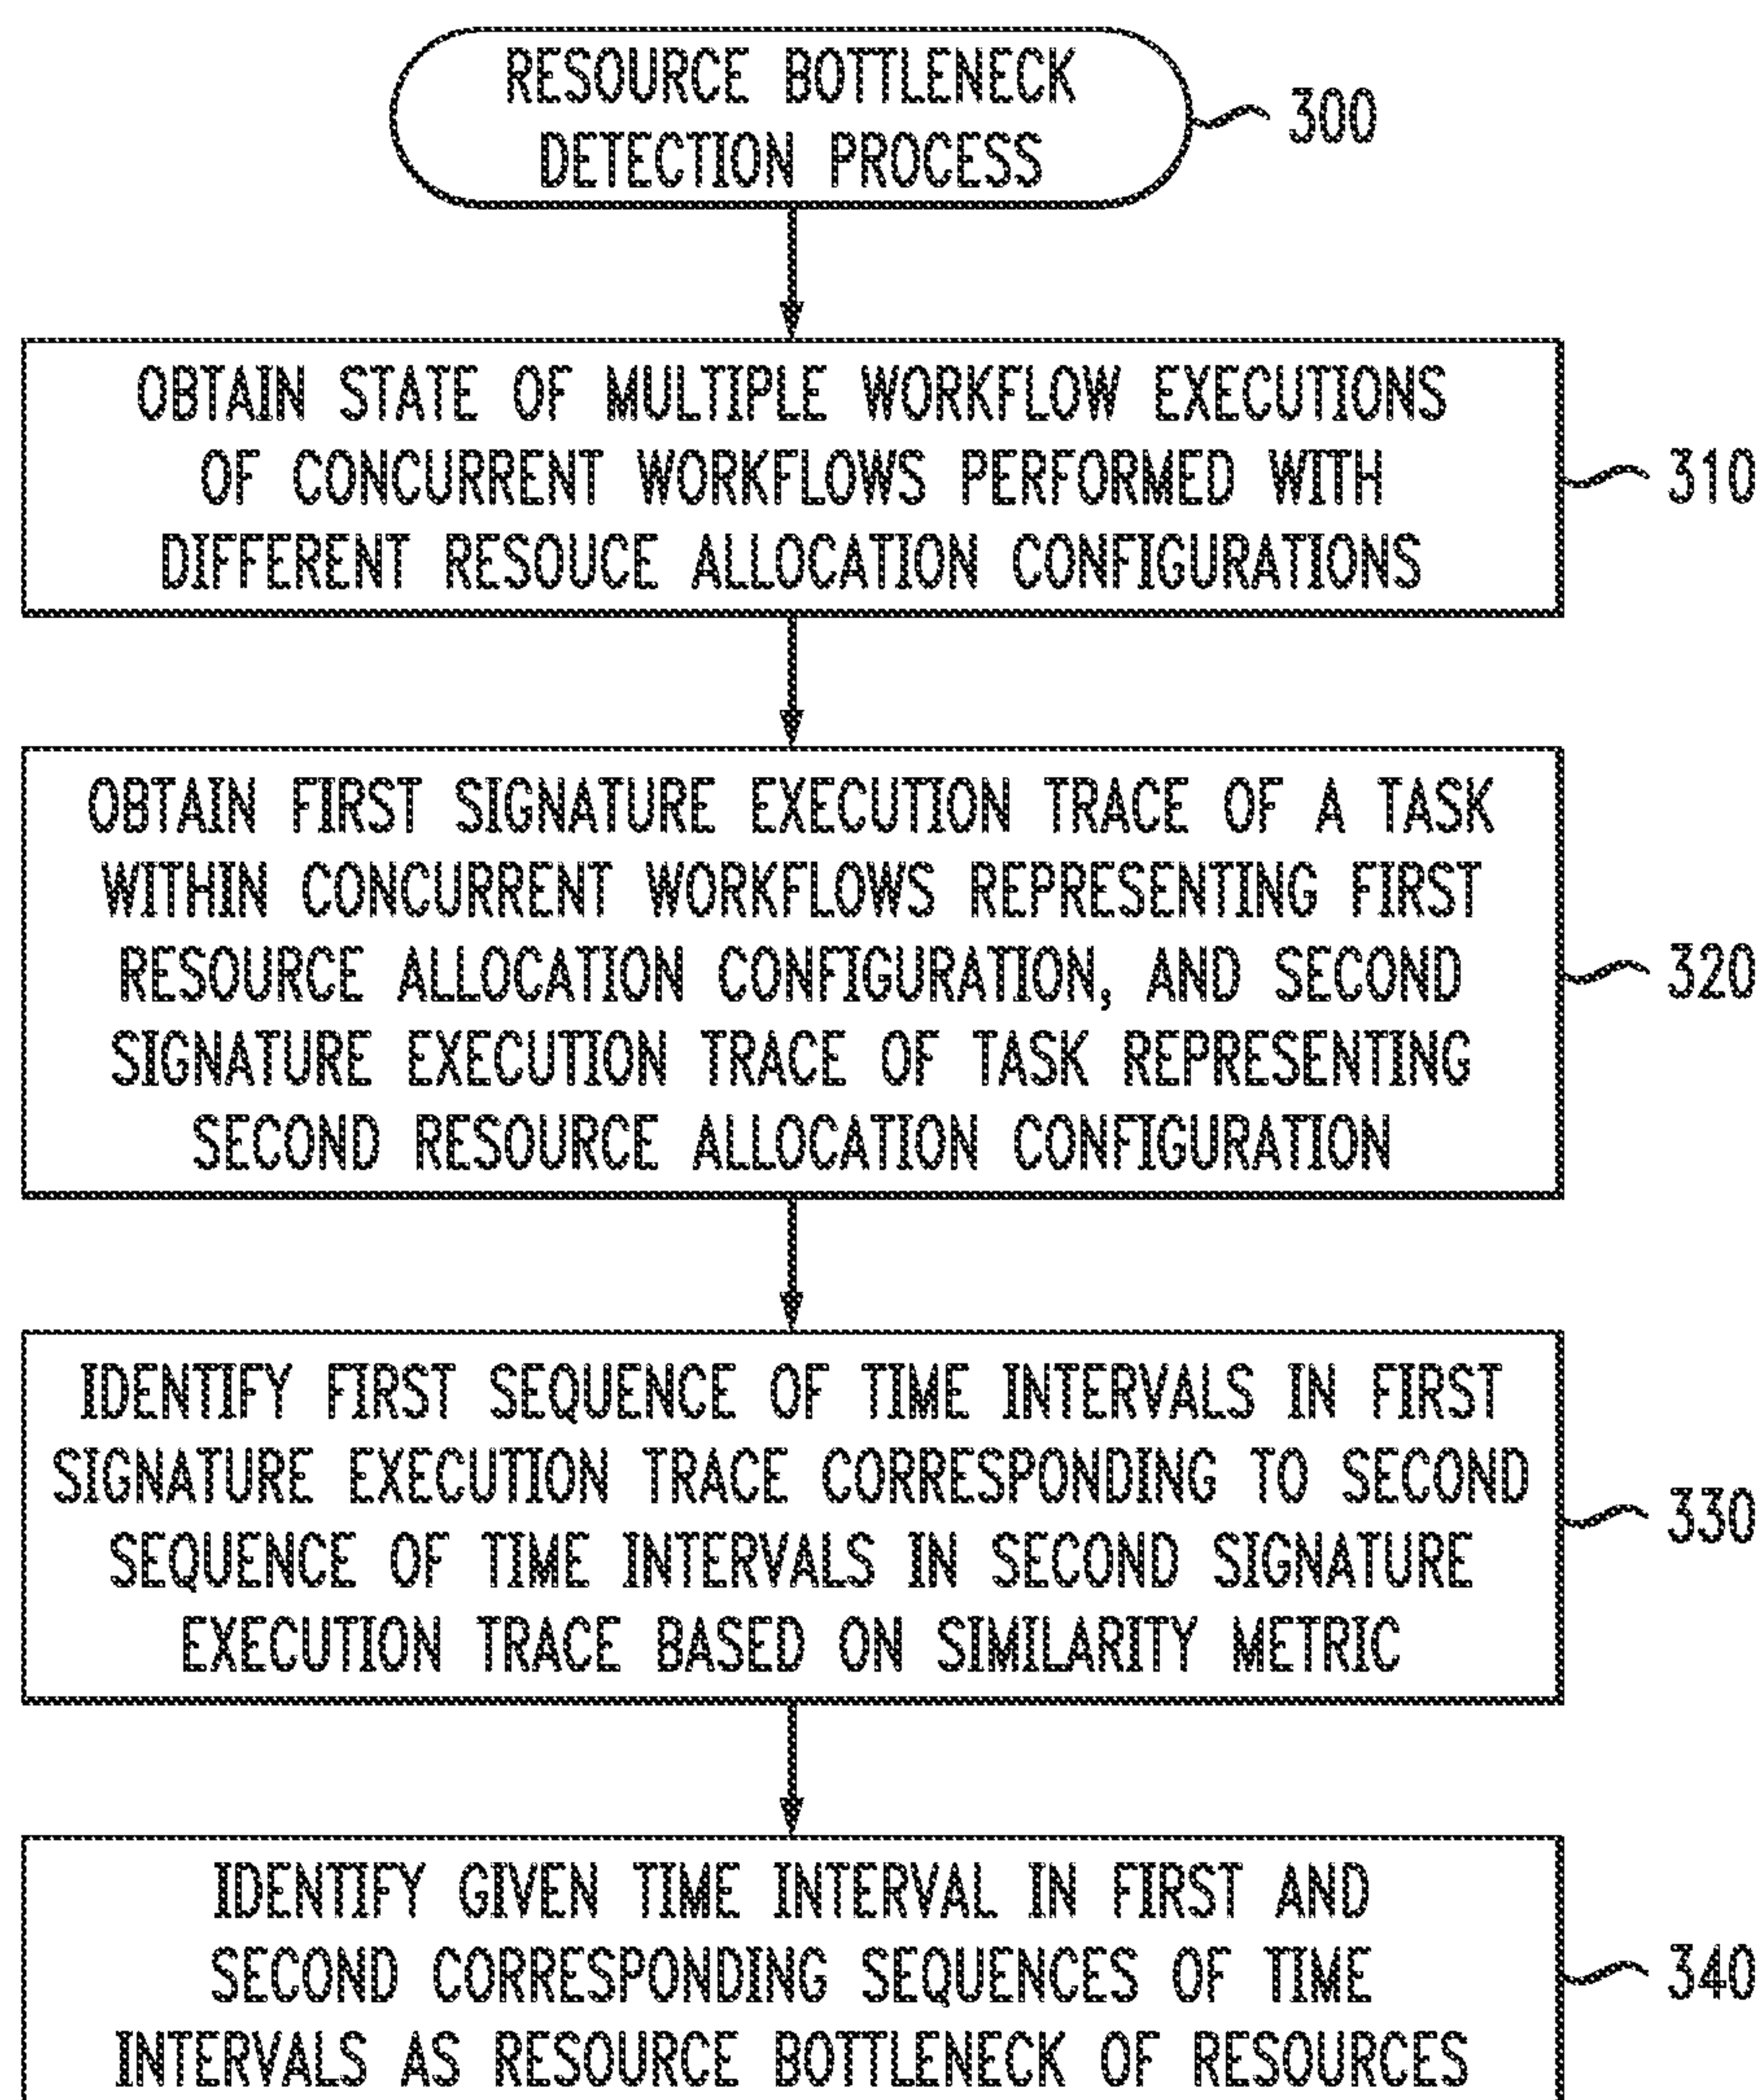 RESOURCE BOTTLENECK
DETECTION PROCESS
300
OBTAIN STATE OF MULTIPLE WORKFLOW EXECUTIONS
OF CONCURRENT WORKFLOWS PERFORMED WITH
DIFFERENT RESOUCE ALLOCATION CONFIGURATIONS
310
OBTAIN FIRST SIGNATURE EXECUTION TRACE OF A TASK
WITHIN CONCURRENT WORKFLOWS REPRESENTING FIRST
RESOURCE ALLOCATION CONFIGURATION, AND SECOND
SIGNATURE EXECUTION TRACE OF TASK REPRESENTING
SECOND RESOURCE ALLOCATION CONFIGURATION
320
IDENTIFY FIRST SEQUENCE OF TIME INTERVALS IN FIRST
SIGNATURE EXECUTION TRACE CORRESPONDING TO SECOND
SEQUENCE OF TIME INTERVALS IN SECOND SIGNATURE
EXECUTION TRACE BASED ON SIMILARITY METRIC
330
IDENTIFY GIVEN TIME INTERVAL IN FIRST AND
SECOND CORRESPONDING SEQUENCES OF TIME
INTERVALS AS RESOURCE BOTTLENECK OF RESOURCES
340